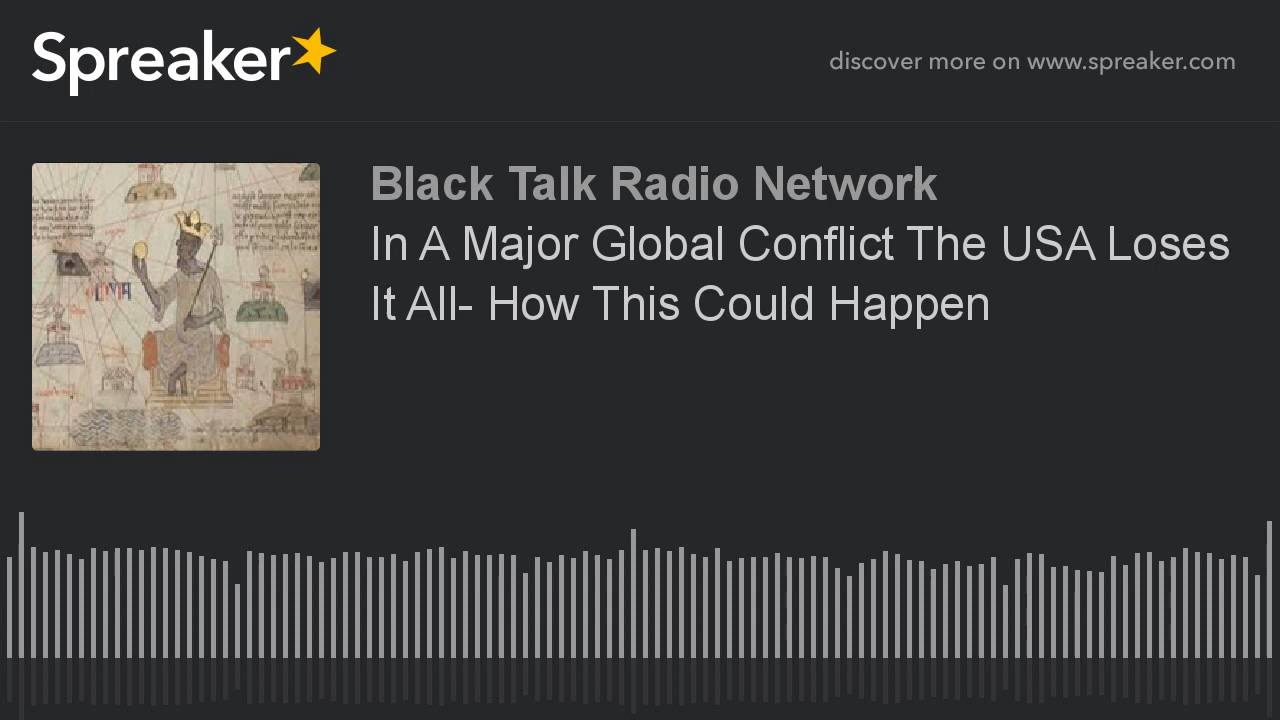 Spreaker
discover more on www.spreaker.com
Black Talk Radio Network
In A Major Global Conflict The USA Loses
It All- How This Could Happen